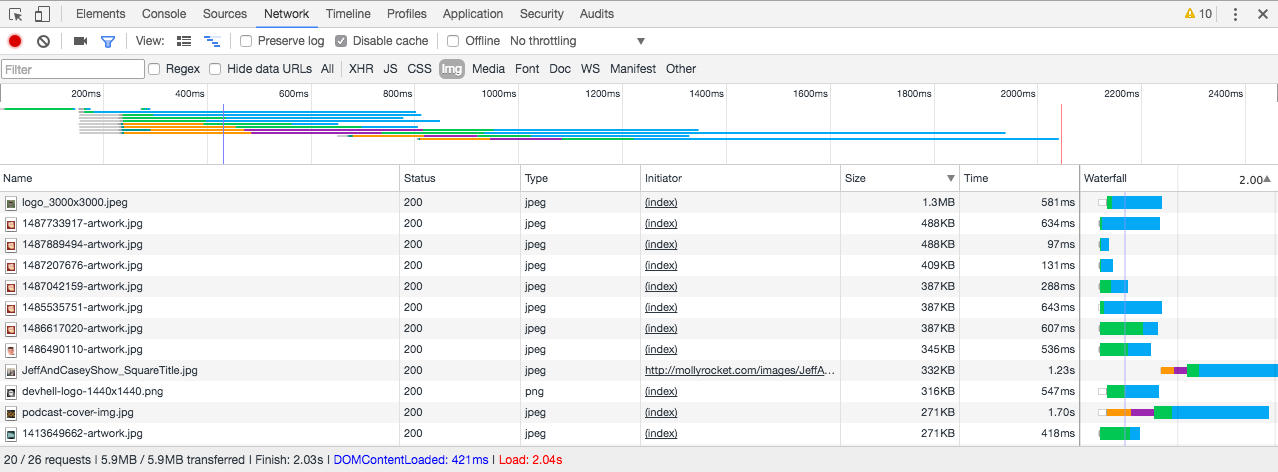 Elements Console Sources Network Timeline Profiles Application Security Audits 10
View: Preserve log Disable cache Offline No throttling
Filter Regex Hide data URLs All XHR JS CSS Img Media Font Doc WS Manifest Other
200ms 400ms 600ms 800ms 1000ms 1200ms 1400ms 1600ms 1800ms 2000ms 2200ms 2400ms
Name Status Type Initiator Size Time Waterfall 2.00
logo_3000x3000.jpeg 200 jpeg (index) 1.3MB 581ms
1487733917-artwork.jpg 200 jpeg (index) 488KB 634ms
1487889494-artwork.jpg 200 jpeg (index) 488KB 97ms
1487207676-artwork.jpg 200 jpeg (index) 409KB 131ms
1487042159-artwork.jpg 200 jpeg (index) 387KB 288ms
1485535751-artwork.jpg 200 jpeg (index) 387KB 643ms
1486617020-artwork.jpg 200 jpeg (index) 387KB 607ms
1486490110-artwork.jpg 200 jpeg (index) 345KB 536ms
JeffAndCaseyShow_SquareTitle.jpg 200 jpeg http://mollyrocket.com/images/JeffA... 332KB 1.23s
devhell-logo-1440x1440.png 200 png (index) 316KB 547ms
podcast-cover-img.jpg 200 jpeg (index) 271KB 1.70s
1413649662-artwork.jpg 200 jpeg (index) 271KB 418ms
20 / 26 requests | 5.9MB / 5.9MB transferred | Finish: 2.03s | DOMContentLoaded: 421ms | Load: 2.04s